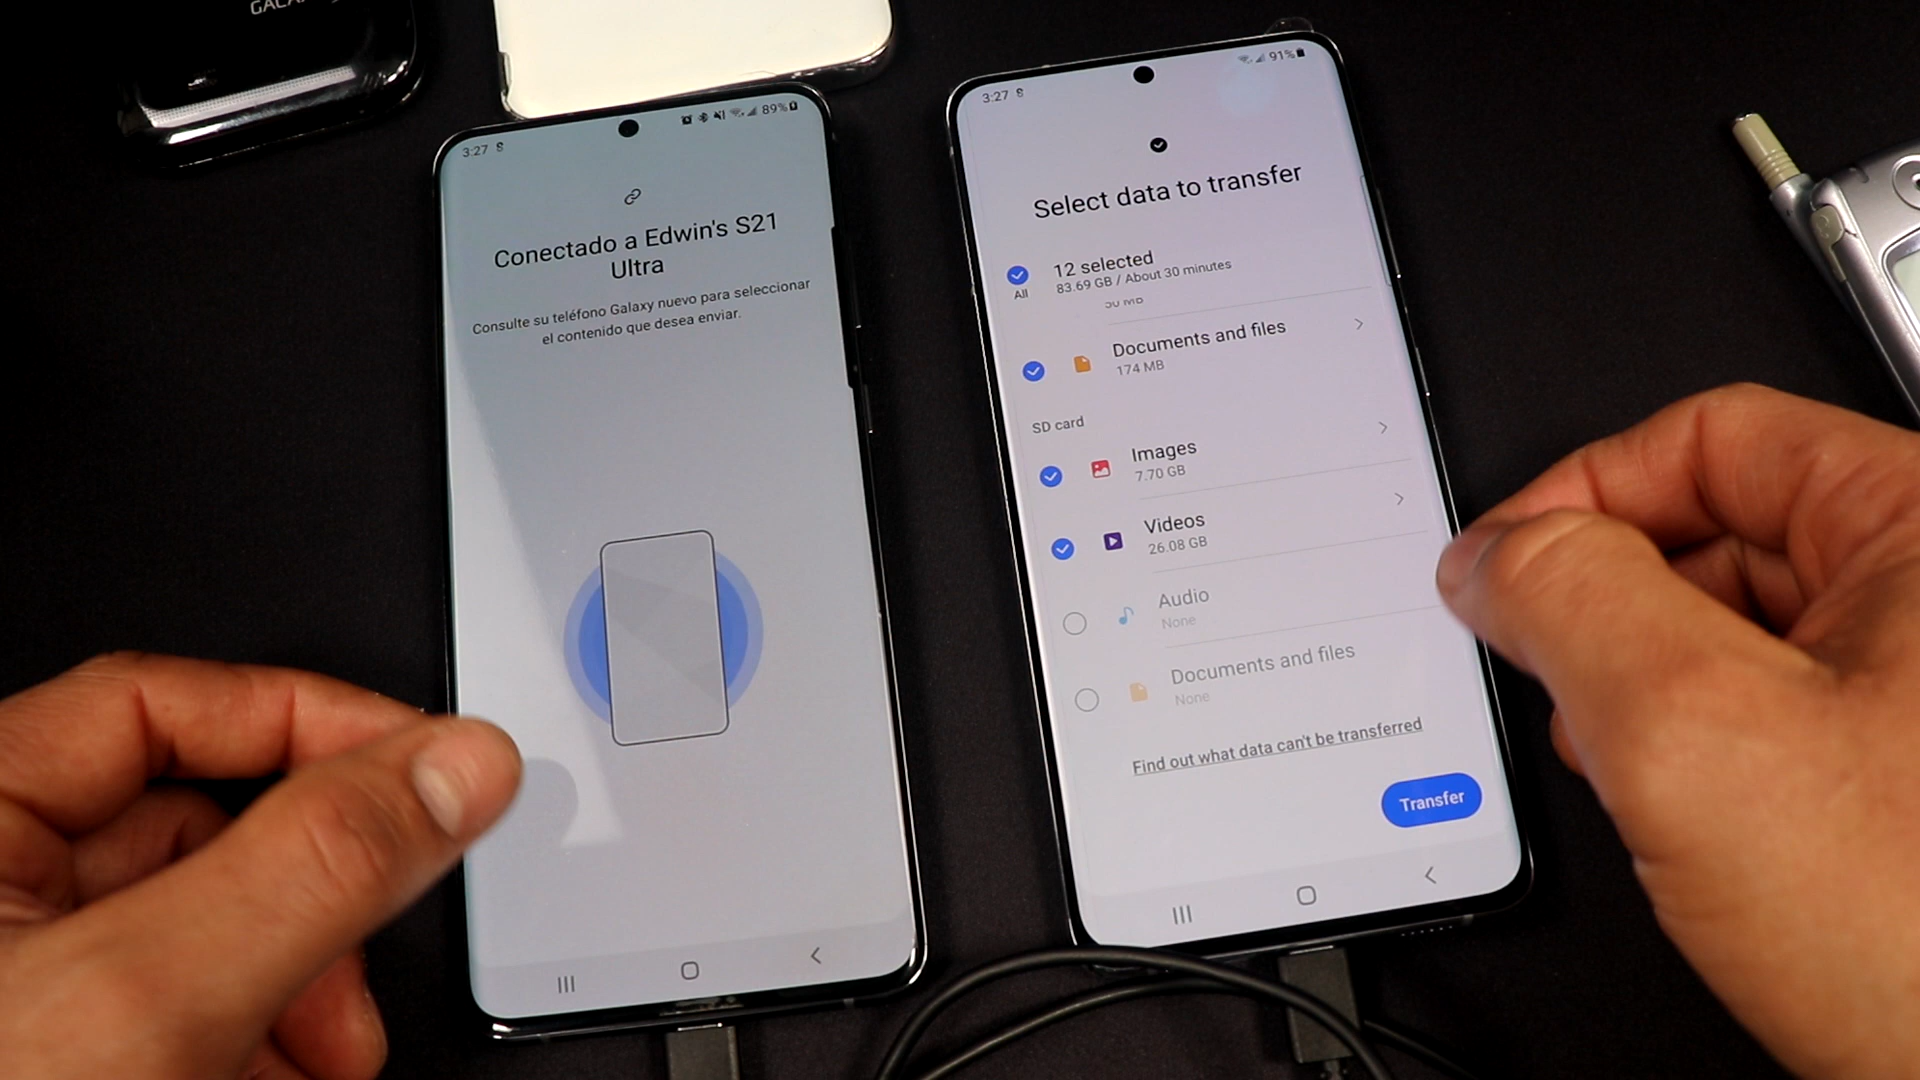 3:27
89%
Conectado a Edwin's S21
Ultra
Consulte su teléfono Galaxy nuevo para seleccionar
el contenido que desea enviar.
3:27
91%
Select data to transfer
All
12 selected
83.69 GB / About 30 minutes
Documents and files
174 MB
SD card
Images
7.70 GB
Videos
26.08 GB
Audio
None
Documents and files
None
Find out what data can't be transferred
Transfer